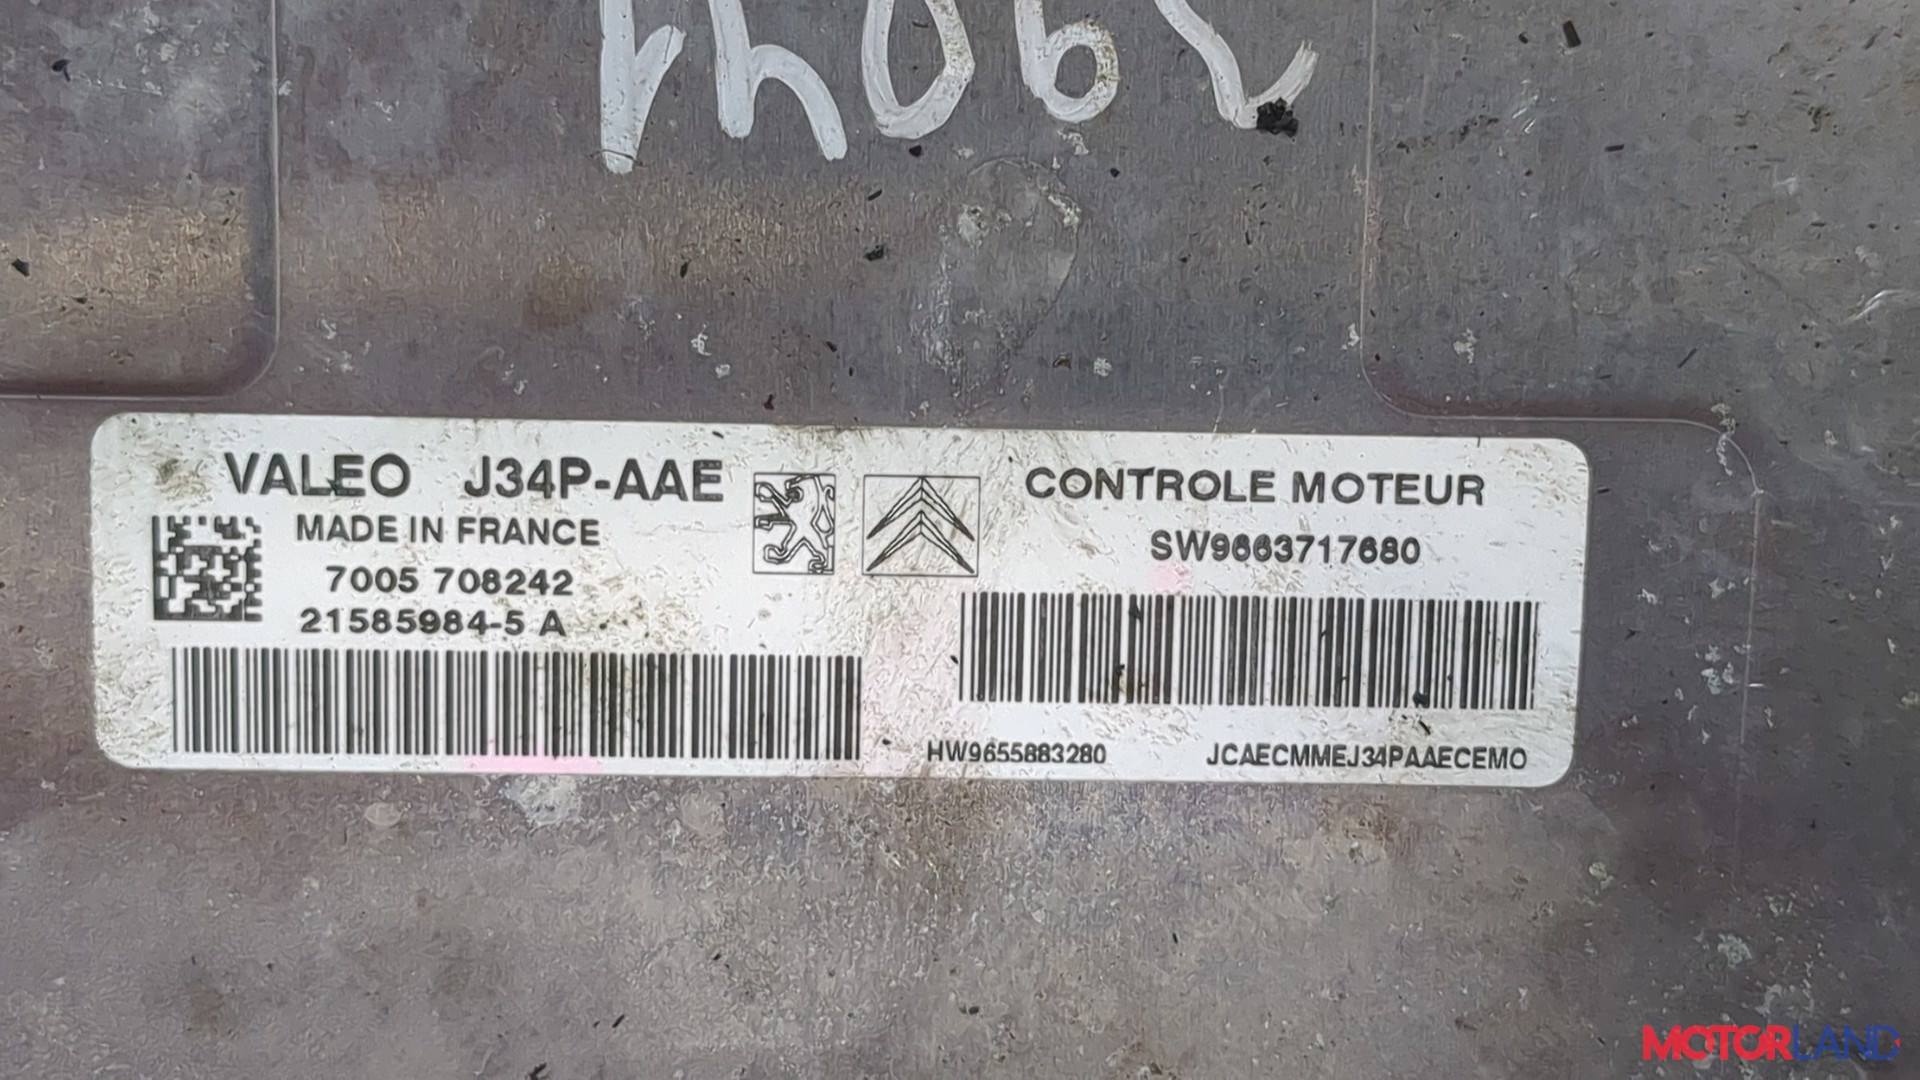 VALEO J34P-AAE
MADE IN FRANCE
7005 708242
21585984-5 A
CONTROLE MOTEUR
SW9663717680
HW9655883280
JCAECMMEJ34PAAECEMO
MOTORLAND